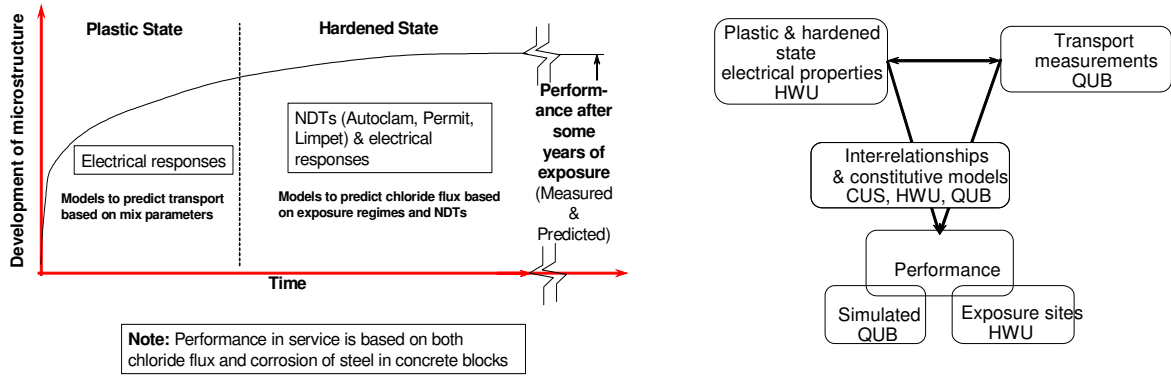 Plastic State
Hardened State
Development of microstructure
Electrical responses
Models to predict transport
based on mix parameters
NDTs (Autoclam, Permit,
Limpet) & electrical
responses
Models to predict chloride flux based
on exposure regimes and NDTs
Perform-
ance after
some
years of
exposure
(Measured
&
Predicted)
Time
Note: Performance in service is based on both
chloride flux and corrosion of steel in concrete blocks
Plastic & hardened
state
electrical properties
HWU
Transport
measurements
QUB
Inter-relationships
& constitutive models
CUS, HWU, QUB
Performance
Simulated
QUB
Exposure sites
HWU